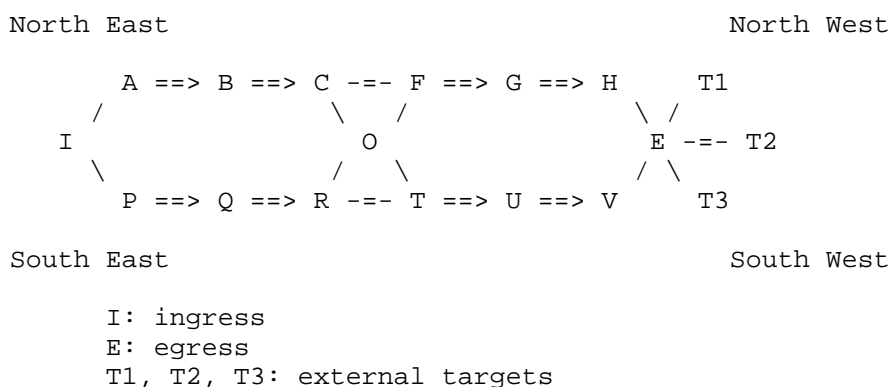 North East North West
A ==> B ==> C -=- F ==> G ==> H T1
/ \ / \ /
I O E -=- T2
\ / \ / \
P ==> Q ==> R -=- T ==> U ==> V T3
South East South West
I: ingress
E: egress
T1, T2, T3: external targets